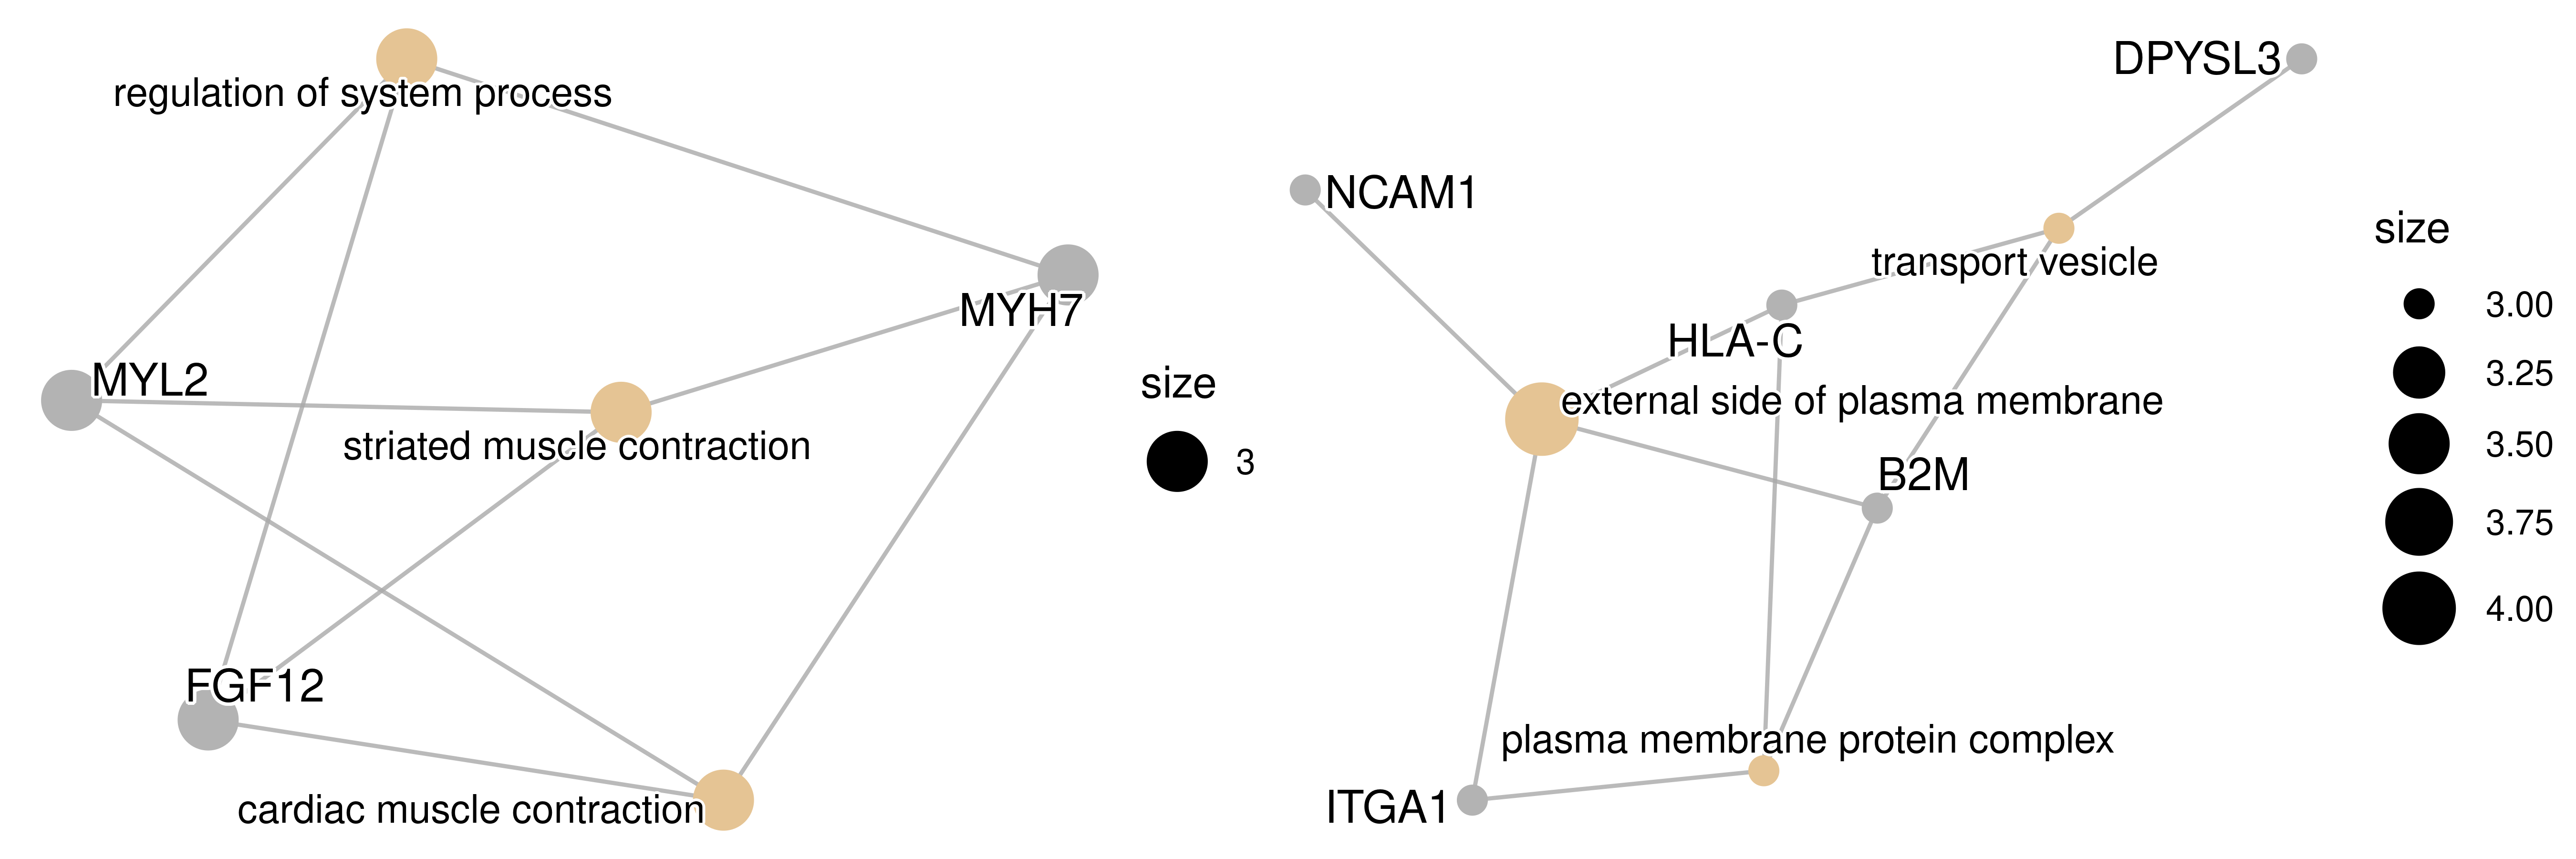 regulation of system process
MYH7
MYL2
striated muscle contraction
FGF12
cardiac muscle contraction
size
3
DPYSL3
NCAM1
transport vesicle
HLA-C
external side of plasma membrane
B2M
plasma membrane protein complex
ITGA1
size
3.00
3.25
3.50
3.75
4.00